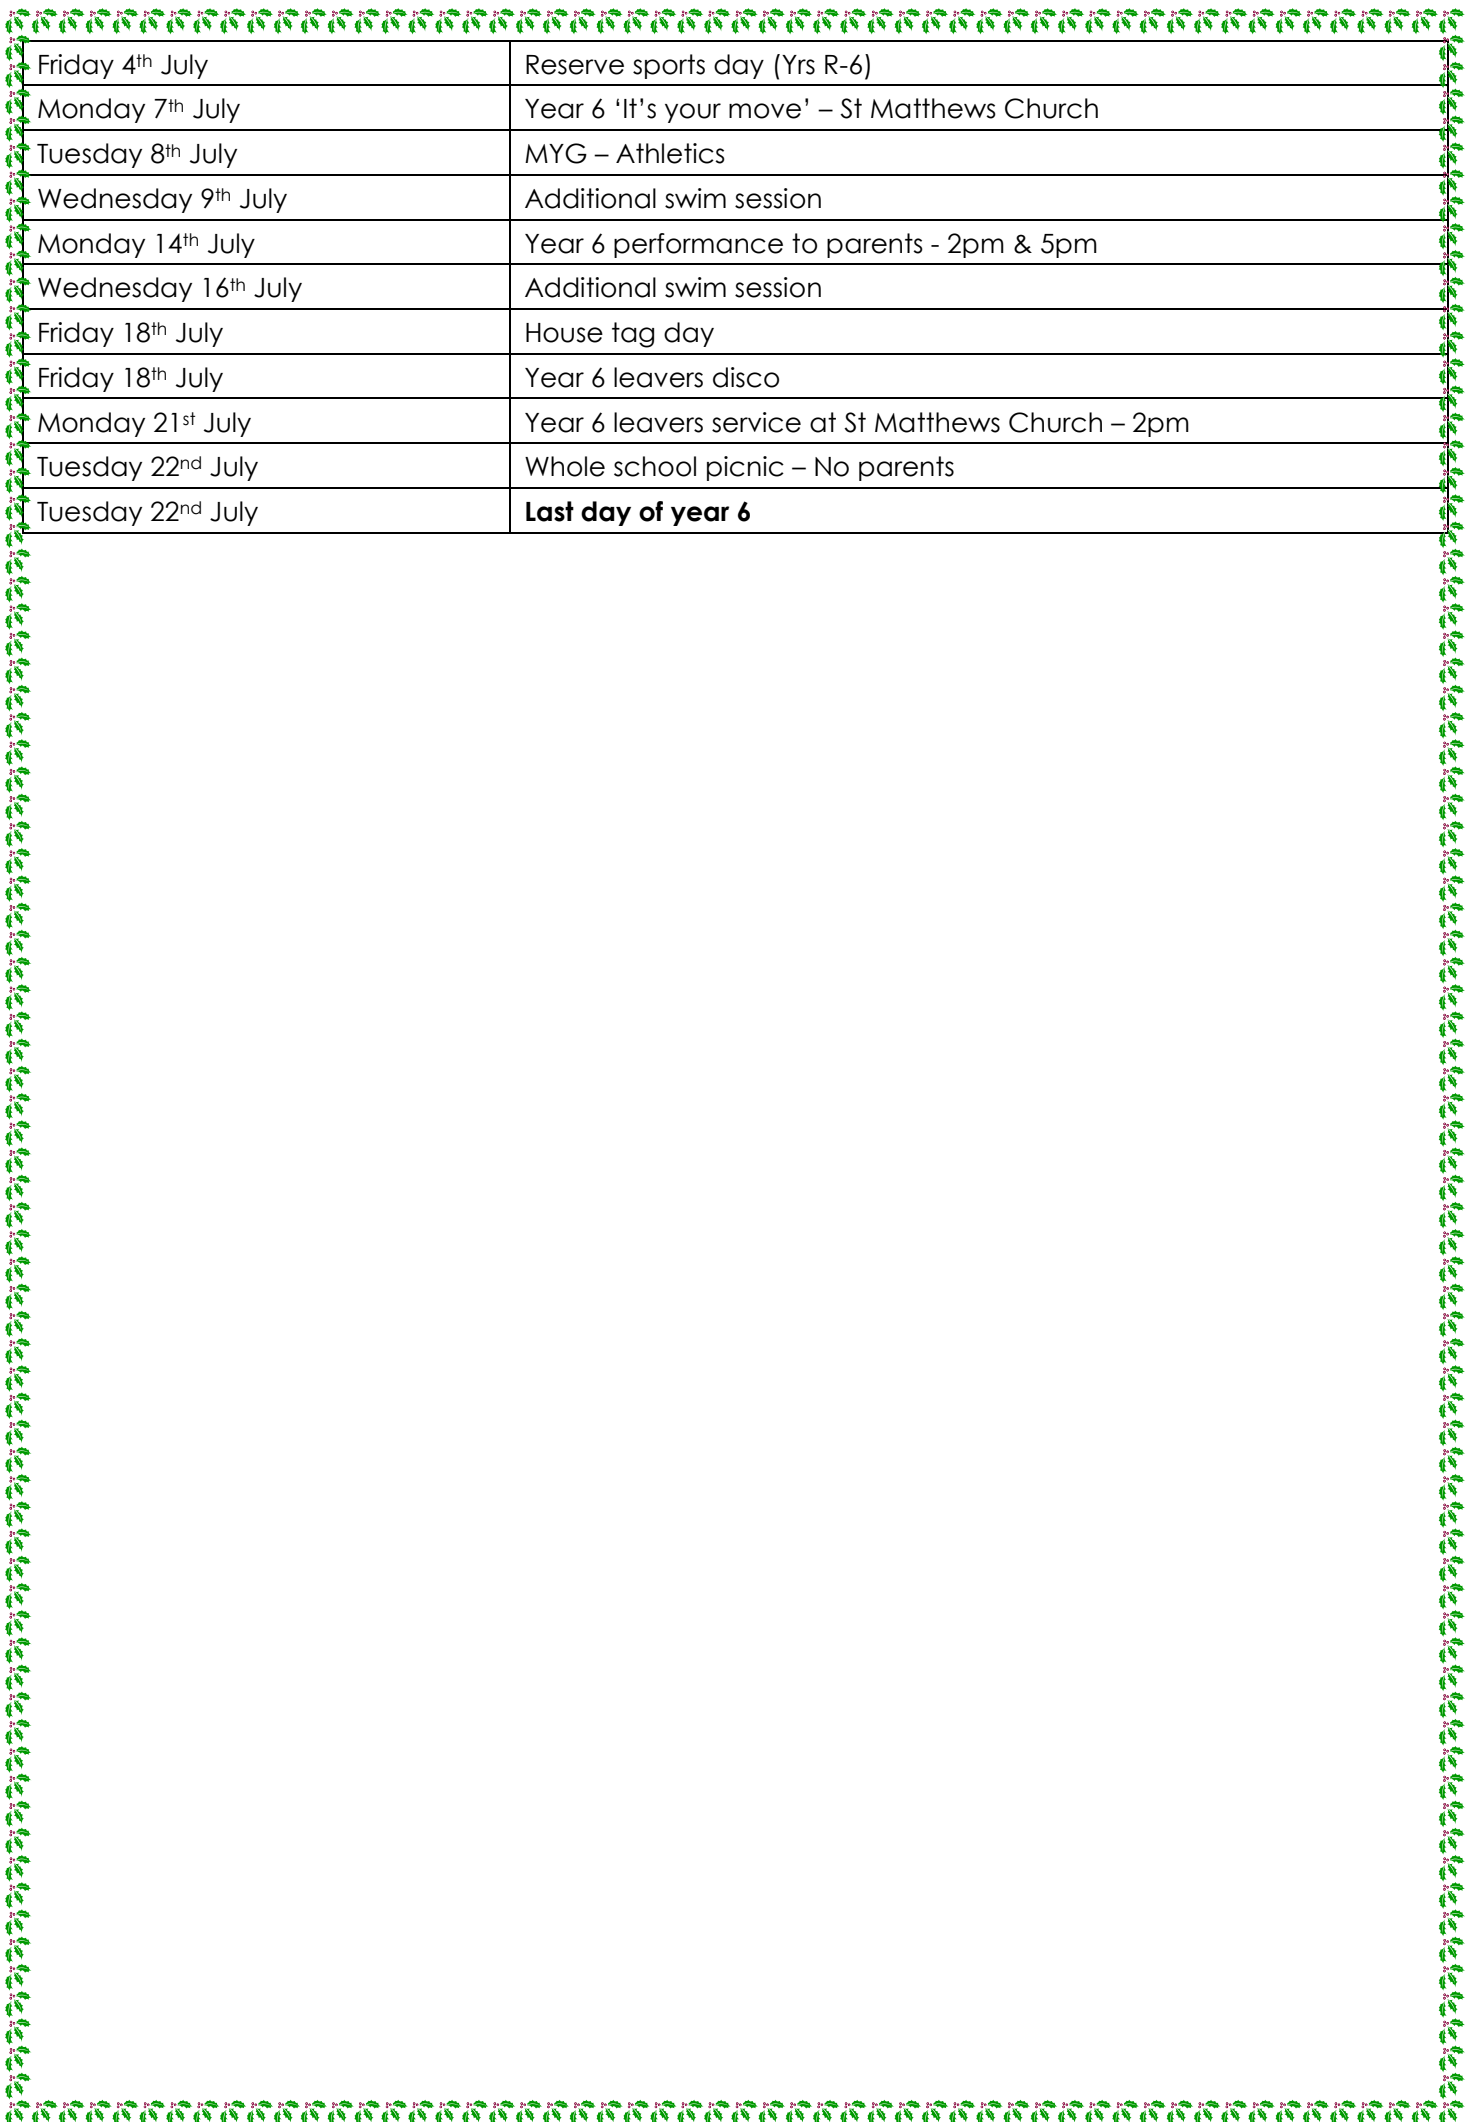 Friday 4th July Reserve sports day (Yrs R-6)
Monday 7th July Year 6 ‘It’s your move’ – St Matthews Church
Tuesday 8th July MYG – Athletics
Wednesday 9th July Additional swim session
Monday 14th July Year 6 performance to parents - 2pm & 5pm
Wednesday 16th July Additional swim session
Friday 18th July House tag day
Friday 18th July Year 6 leavers disco
Monday 21st July Year 6 leavers service at St Matthews Church – 2pm
Tuesday 22nd July Whole school picnic – No parents
Tuesday 22nd July Last day of year 6